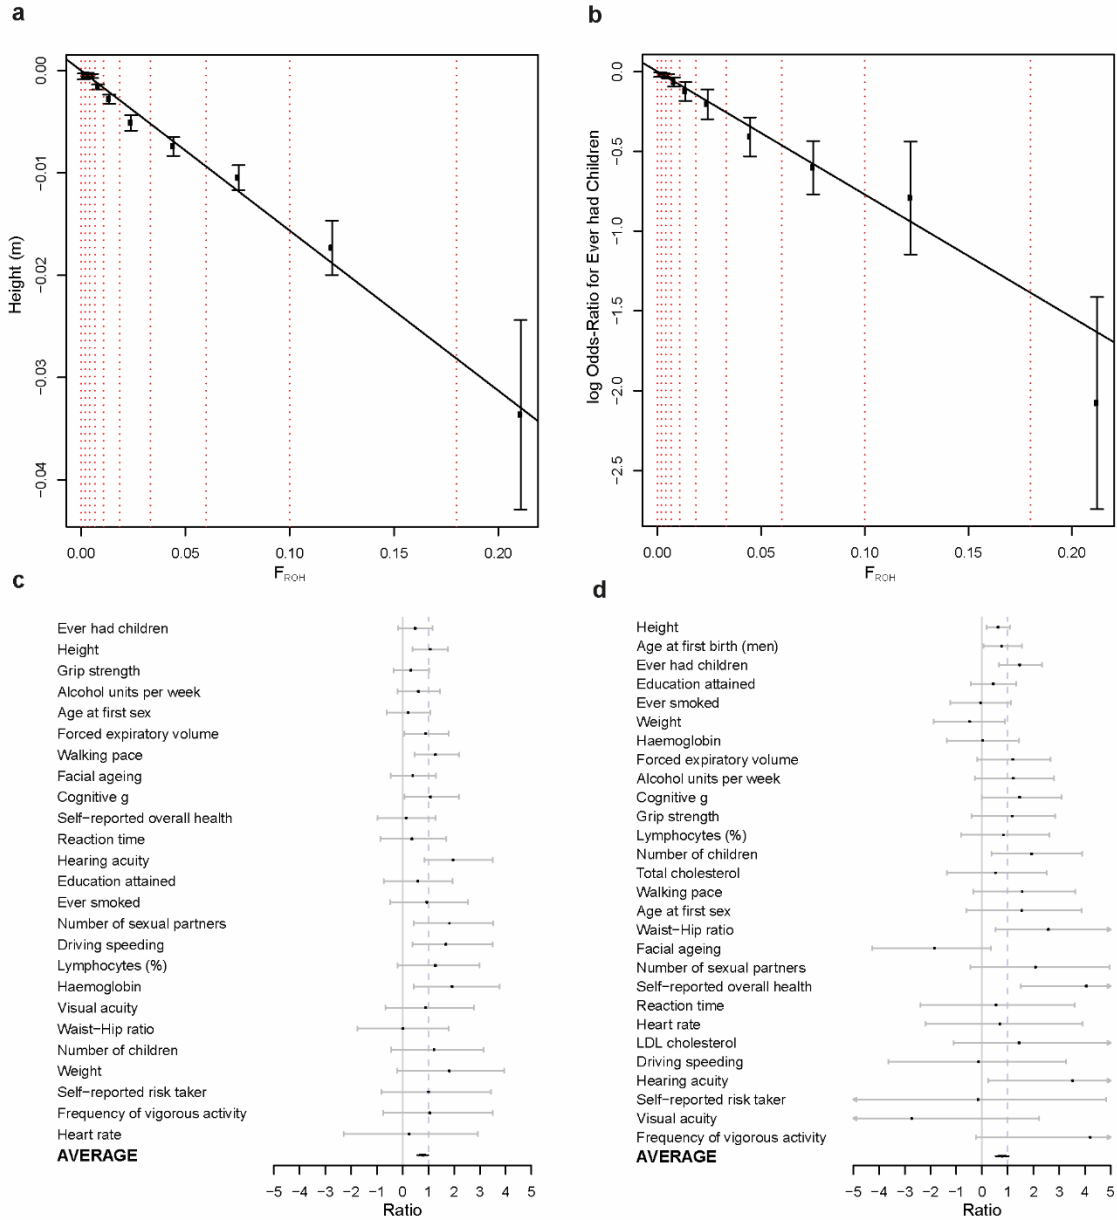 a
0.00
−0.01
−0.02
−0.03
−0.04
Height (m)
0.00 0.05 0.10 0.15 0.20
FROH
b
0.0
−0.5
−1.0
−1.5
−2.0
−2.5
log Odds-Ratio for Ever had Children
0.00 0.05 0.10 0.15 0.20
FROH
c
Ever had children
Height
Grip strength
Alcohol units per week
Age at first sex
Forced expiratory volume
Walking pace
Facial ageing
Cognitive g
Self-reported overall health
Reaction time
Hearing acuity
Education attained
Ever smoked
Number of sexual partners
Driving speeding
Lymphocytes (%)
Haemoglobin
Visual acuity
Waist−Hip ratio
Number of children
Weight
Self-reported risk taker
Frequency of vigorous activity
Heart rate
AVERAGE
−5 −4 −3 −2 −1 0 1 2 3 4 5
Ratio
d
Height
Age at first birth (men)
Ever had children
Education attained
Ever smoked
Weight
Haemoglobin
Forced expiratory volume
Alcohol units per week
Cognitive g
Grip strength
Lymphocytes (%)
Number of children
Total cholesterol
Walking pace
Age at first sex
Waist−Hip ratio
Facial ageing
Number of sexual partners
Self-reported overall health
Reaction time
Heart rate
LDL cholesterol
Driving speeding
Hearing acuity
Self-reported risk taker
Visual acuity
Frequency of vigorous activity
AVERAGE
−5 −4 −3 −2 −1 0 1 2 3 4 5
Ratio